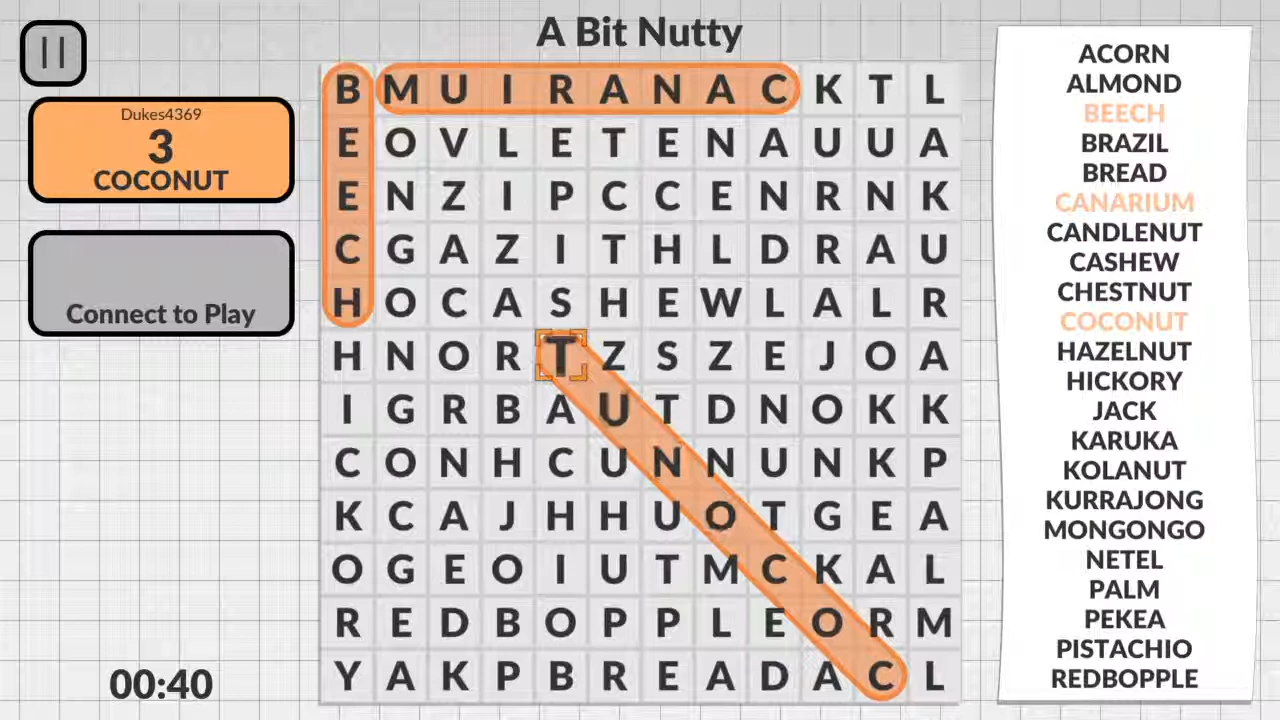 A Bit Nutty
Dukes4369
3
COCONUT
Connect to Play
00:40
B M U I R A N A C K T L
E O V L E T E N A U U A
E N Z I P C C E N R N K
C G A Z I T H L D R A U
H O C A S H E W L A L R
H N O R T Z S Z E J O A
I G R B A U T D N O K K
C O N H C U N N U N K P
K C A J H H U O T G E A
O G E O I U T M C K A L
R E D B O P P L E O R M
Y A K P B R E A D A C L
ACORN
ALMOND
BEECH
BRAZIL
BREAD
CANARIUM
CANDLENUT
CASHEW
CHESTNUT
COCONUT
HAZELNUT
HICKORY
JACK
KARUKA
KOLANUT
KURRAJONG
MONGONGO
NETEL
PALM
PEKEA
PISTACHIO
REDBOPPLE